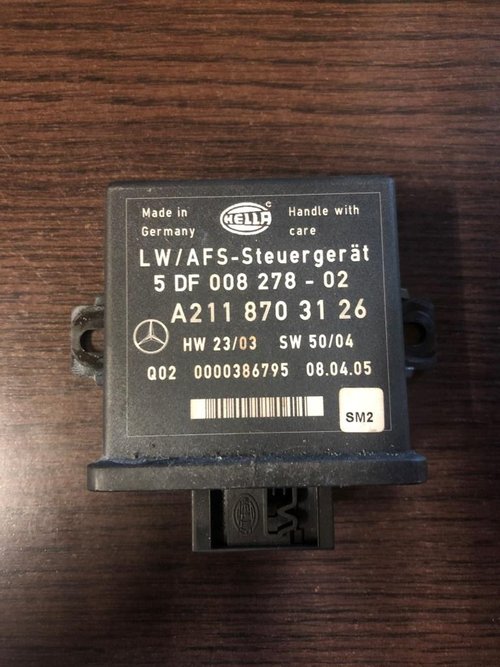 Made in
Germany
HELLA
Handle with
care
LW/AFS-Steuergerät
5 DF 008 278 - 02
A211 870 31 26
HW 23/03 SW 50/04
Q02 0000386795 08.04.05
SM2